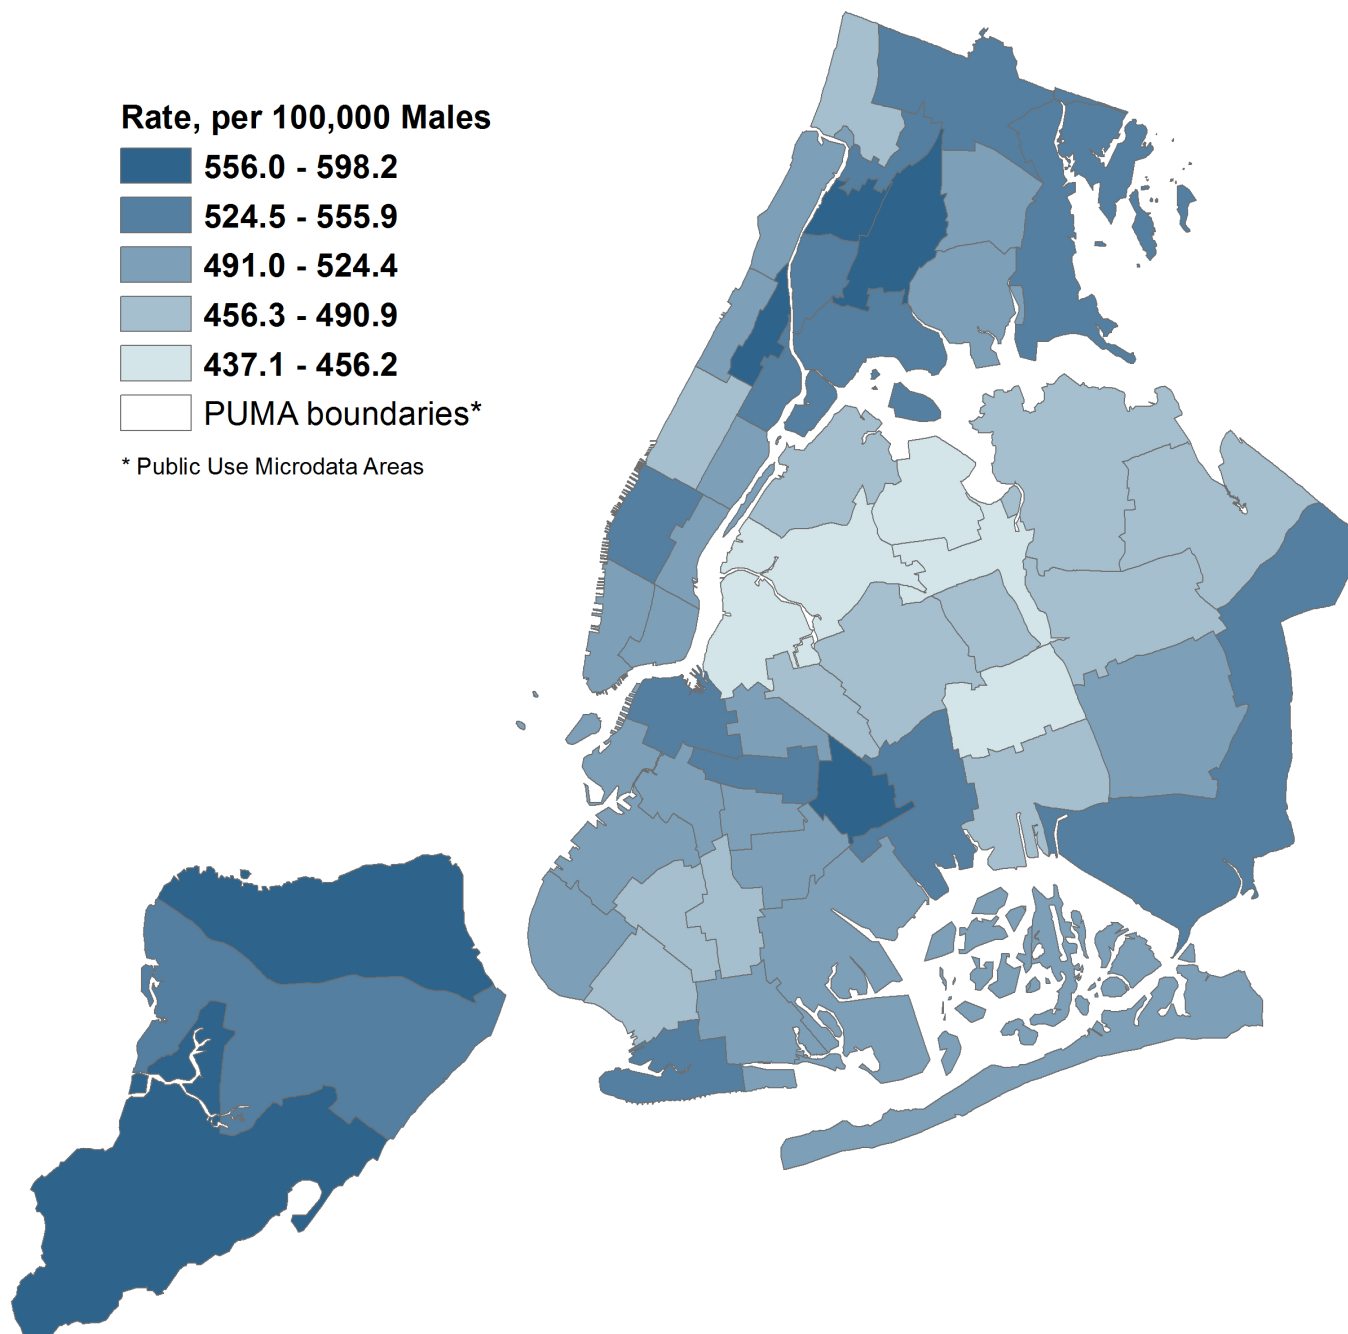 Rate, per 100,000 Males
556.0 - 598.2
524.5 - 555.9
491.0 - 524.4
456.3 - 490.9
437.1 - 456.2
PUMA boundaries*
* Public Use Microdata Areas